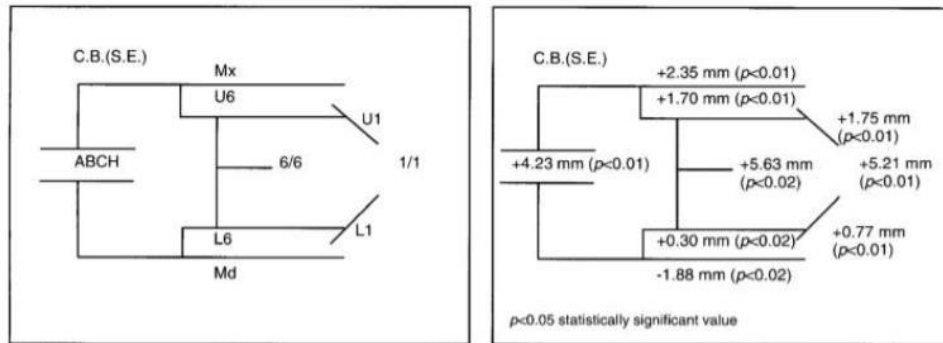 C.B.(S.E.)
Mx
U6
U1
ABCH
6/6
1/1
L6
L1
Md
C.B.(S.E.)
+2.35 mm (p<0.01)
+1.70 mm (p<0.01)
+1.75 mm
(p<0.01)
+4.23 mm (p<0.01)
+5.63 mm
(p<0.02)
+5.21 mm
(p<0.01)
+0.30 mm (p<0.02)
+0.77 mm
(p<0.01)
-1.88 mm (p<0.02)
p<0.05 statistically significant value